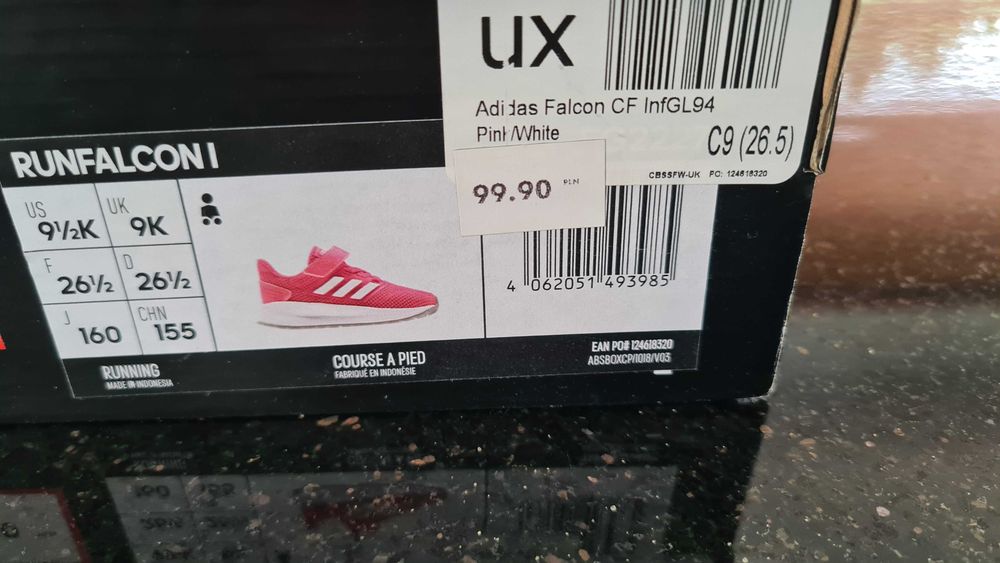 ux
Adidas Falcon CF InfGL94
Pink/White
C9 (26.5)
CBSSFW-UK PC: 124618320
RUNFALCON I
99.90 PLN
US 9½K
UK 9K
F 26½
D 26½
J 160
CHN 155
4 062051 493985
RUNNING
MADE IN INDONESIA
COURSE A PIED
FABRIQUÉ EN INDONÉSIE
EAN PO# 124618320
ABSBOXCP/1018/V03